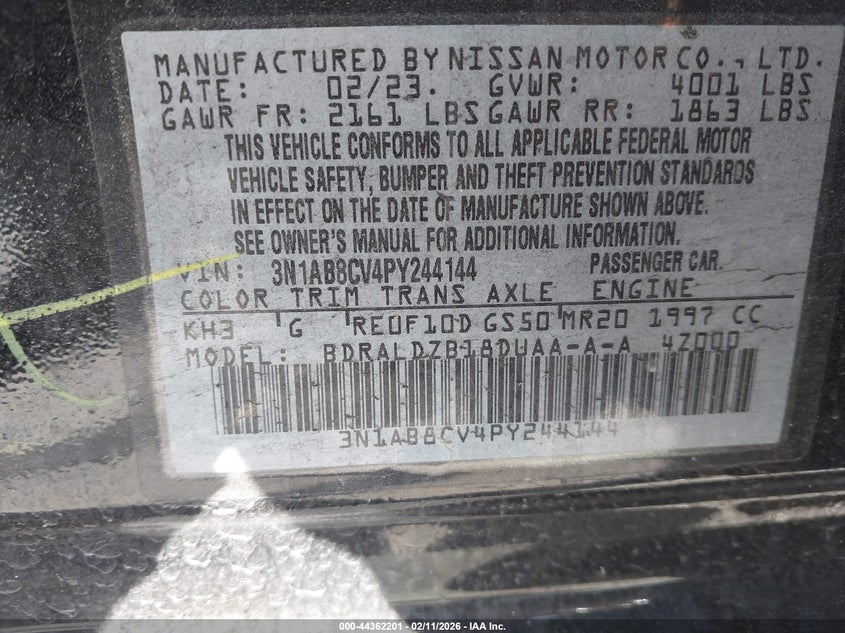 MANUFACTURED BY NISSAN MOTOR CO., LTD.
DATE: 02/23. GVWR: 4001 LBS
GAWR FR: 2161 LBS GAWR RR: 1863 LBS
THIS VEHICLE CONFORMS TO ALL APPLICABLE FEDERAL MOTOR
VEHICLE SAFETY, BUMPER AND THEFT PREVENTION STANDARDS
IN EFFECT ON THE DATE OF MANUFACTURE SHOWN ABOVE.
SEE OWNER'S MANUAL FOR ADDITIONAL INFORMATION.
VIN: 3N1AB8CV4PY244144 PASSENGER CAR.
COLOR TRIM TRANS AXLE ENGINE
KH3 G RE0F10D GS50 MR20 1997 CC
MODEL: BDRALDZB18DUAA-A-A 4Z000
3N1AB8CV4PY244144
000-44362201 - 02/11/2026 - IAA Inc.